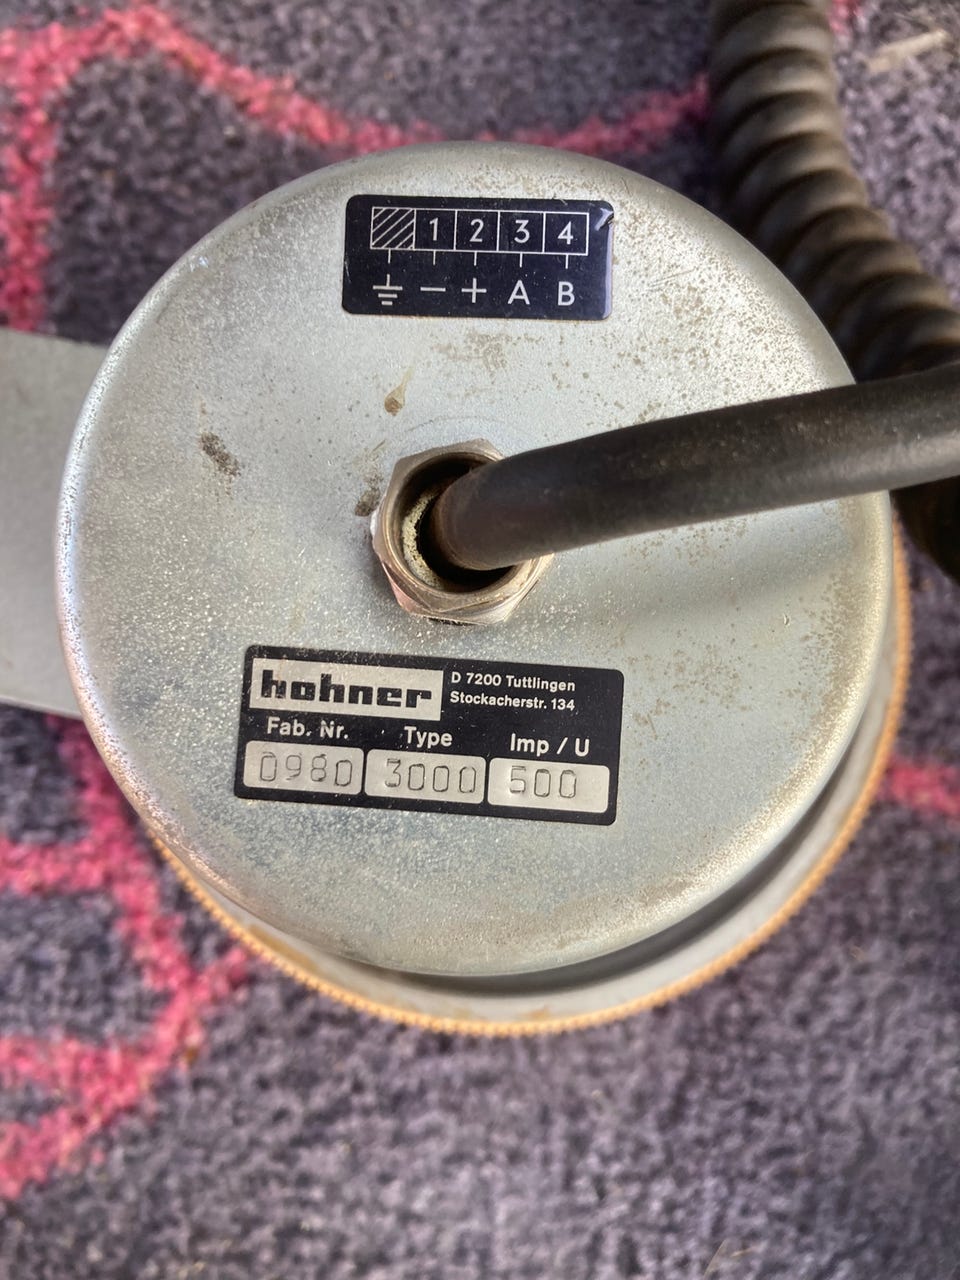 1 2 3 4
− + A B
hohner
D 7200 Tuttlingen
Stockacherstr. 134
Fab. Nr. Type Imp / U
0980 3000 500